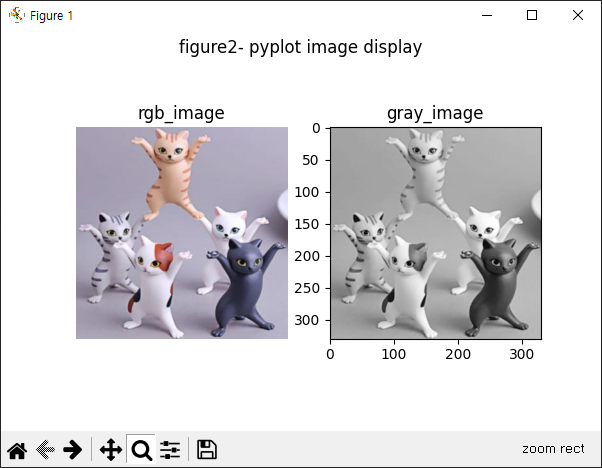 Figure 1
figure2- pyplot image display
rgb_image
gray_image
0
50
100
150
200
250
300
0 100 200 300
zoom rect